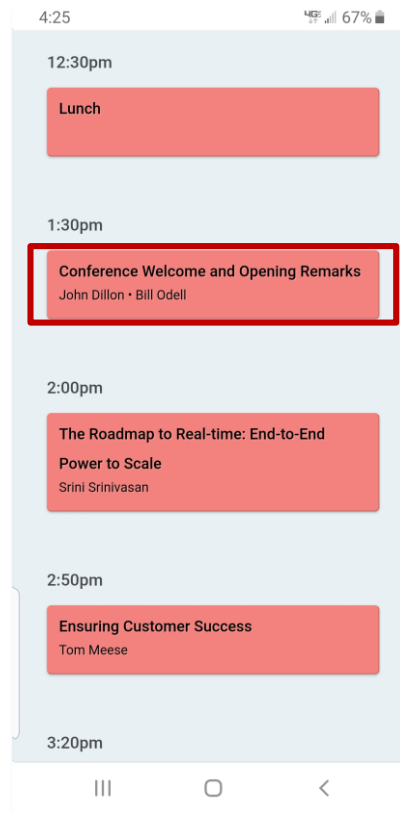 4:25 4GE 67%
12:30pm
Lunch
1:30pm
Conference Welcome and Opening Remarks
John Dillon • Bill Odell
2:00pm
The Roadmap to Real-time: End-to-End
Power to Scale
Srini Srinivasan
2:50pm
Ensuring Customer Success
Tom Meese
3:20pm